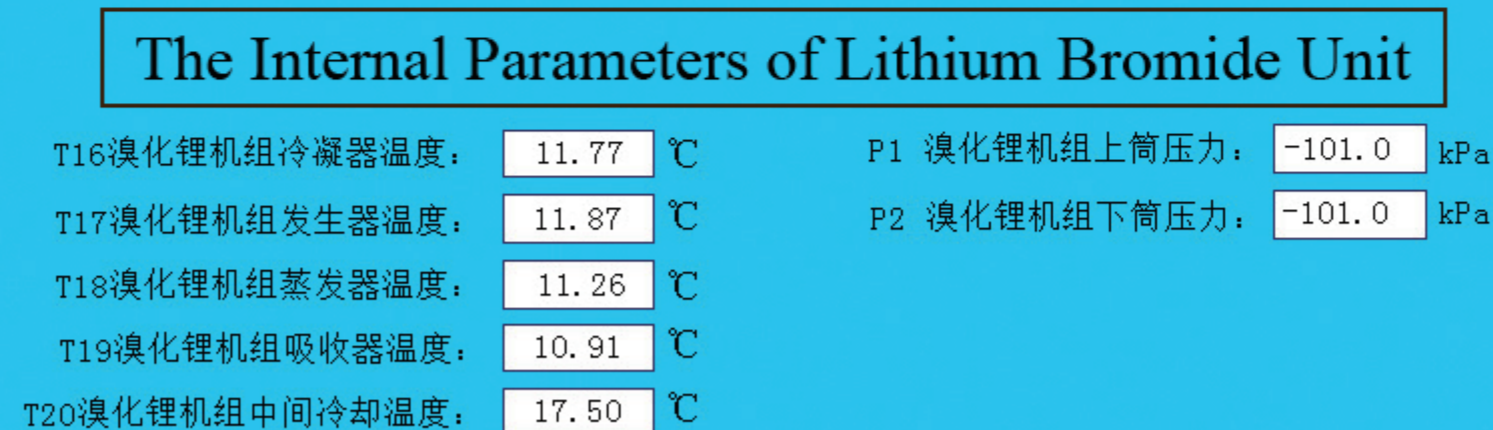 The Internal Parameters of Lithium Bromide Unit
T16溴化锂机组冷凝器温度： 11.77 ℃ P1 溴化锂机组上筒压力： -101.0 kPa
T17溴化锂机组发生器温度： 11.87 ℃ P2 溴化锂机组下筒压力： -101.0 kPa
T18溴化锂机组蒸发器温度： 11.26 ℃
T19溴化锂机组吸收器温度： 10.91 ℃
T20溴化锂机组中间冷却温度： 17.50 ℃